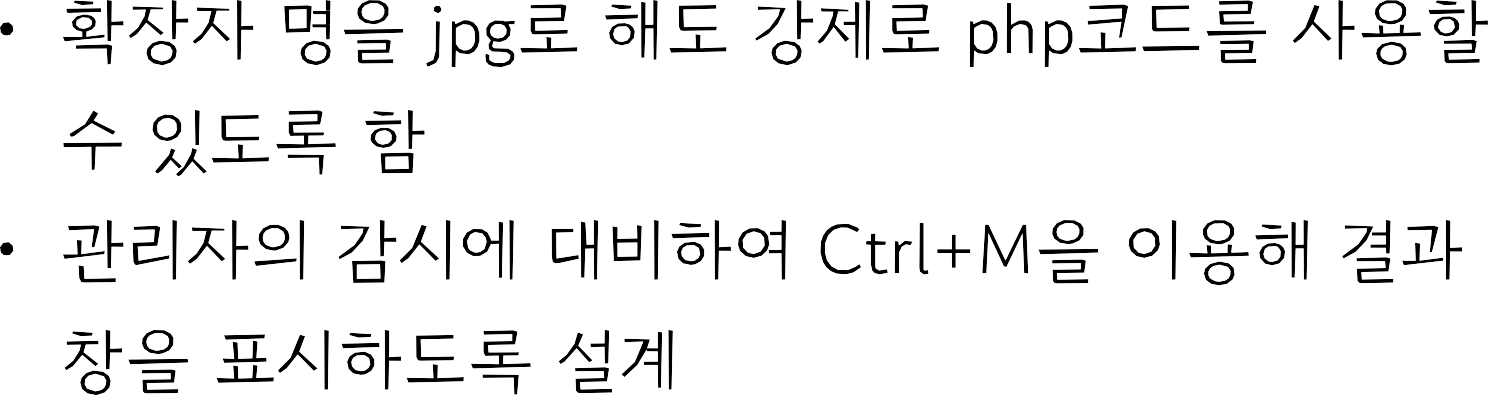 • 확장자 명을 jpg로 해도 강제로 php코드를 사용할
수 있도록 함
• 관리자의 감시에 대비하여 Ctrl+M을 이용해 결과
창을 표시하도록 설계